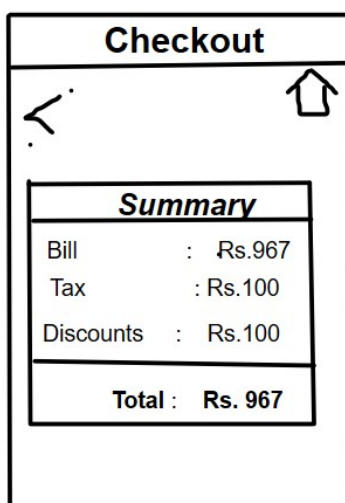 Checkout
Summary
Bill : Rs.967
Tax : Rs.100
Discounts : Rs.100
Total : Rs. 967